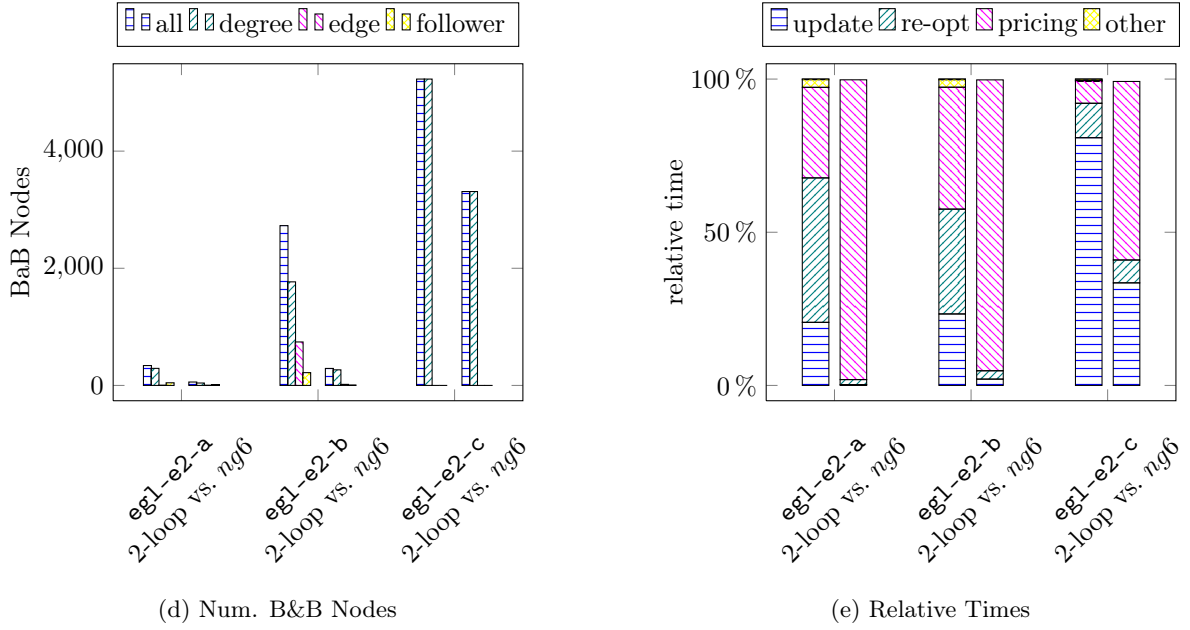 all degree edge follower
BaB Nodes
4,000
2,000
0
egl-e2-a
2-loop vs. ng6
egl-e2-b
2-loop vs. ng6
egl-e2-c
2-loop vs. ng6
(d) Num. B&B Nodes
update re-opt pricing other
relative time
100 %
50 %
0 %
egl-e2-a
2-loop vs. ng6
egl-e2-b
2-loop vs. ng6
egl-e2-c
2-loop vs. ng6
(e) Relative Times